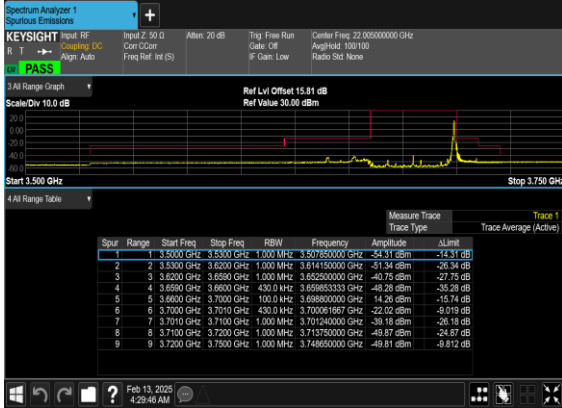 Spectrum Analyzer 1
Spurious Emissions
+
KEYSIGHT
R T
PASS
Input: RF
Coupling: DC
Align: Auto
Input Z: 50 Ω
Corr CCorr
Freq Ref: Int (S)
Atten: 20 dB
Trig: Free Run
Gate: Off
IF Gain: Low
Center Freq: 22.005000000 GHz
Avg|Hold: 100/100
Radio Std: None
3 All Range Graph
Scale/Div 10.0 dB
Ref Lvl Offset 15.81 dB
Ref Value 30.00 dBm
20.0
0.00
-20.0
-40.0
-60.0
Start 3.500 GHz
Stop 3.750 GHz
4 All Range Table
Measure Trace Trace 1
Trace Type Trace Average (Active)
Spur Range Start Freq Stop Freq RBW Frequency Amplitude ΔLimit
1 1 3.5000 GHz 3.5300 GHz 1.000 MHz 3.507850000 GHz -54.31 dBm -14.31 dB
2 2 3.5300 GHz 3.6200 GHz 1.000 MHz 3.614150000 GHz -51.34 dBm -26.34 dB
3 3 3.6200 GHz 3.6590 GHz 1.000 MHz 3.652500000 GHz -40.05 dBm -27.75 dB
4 4 3.6590 GHz 3.6600 GHz 430.0 kHz 3.659853333 GHz -48.28 dBm -35.28 dB
5 5 3.6600 GHz 3.7000 GHz 100.0 kHz 3.698800000 GHz 14.26 dBm -15.74 dB
6 6 3.7000 GHz 3.7010 GHz 430.0 kHz 3.700061667 GHz -22.02 dBm -9.019 dB
7 7 3.7010 GHz 3.7100 GHz 1.000 MHz 3.701240000 GHz -39.18 dBm -26.18 dB
8 8 3.7100 GHz 3.7200 GHz 1.000 MHz 3.713750000 GHz -49.87 dBm -24.87 dB
9 9 3.7200 GHz 3.7500 GHz 1.000 MHz 3.748650000 GHz -49.81 dBm -9.812 dB
?
Feb 13, 2025
4:29:46 AM